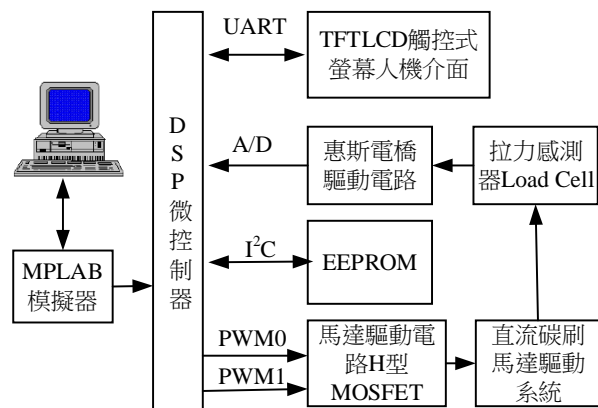 UART
TFTLCD觸控式
螢幕人機介面
D
S
P
微
控
制
器
A/D
惠斯電橋
驅動電路
拉力感測
器Load Cell
I²C
EEPROM
MPLAB
模擬器
PWM0
PWM1
馬達驅動電
路H型
MOSFET
直流碳刷
馬達驅動
系統